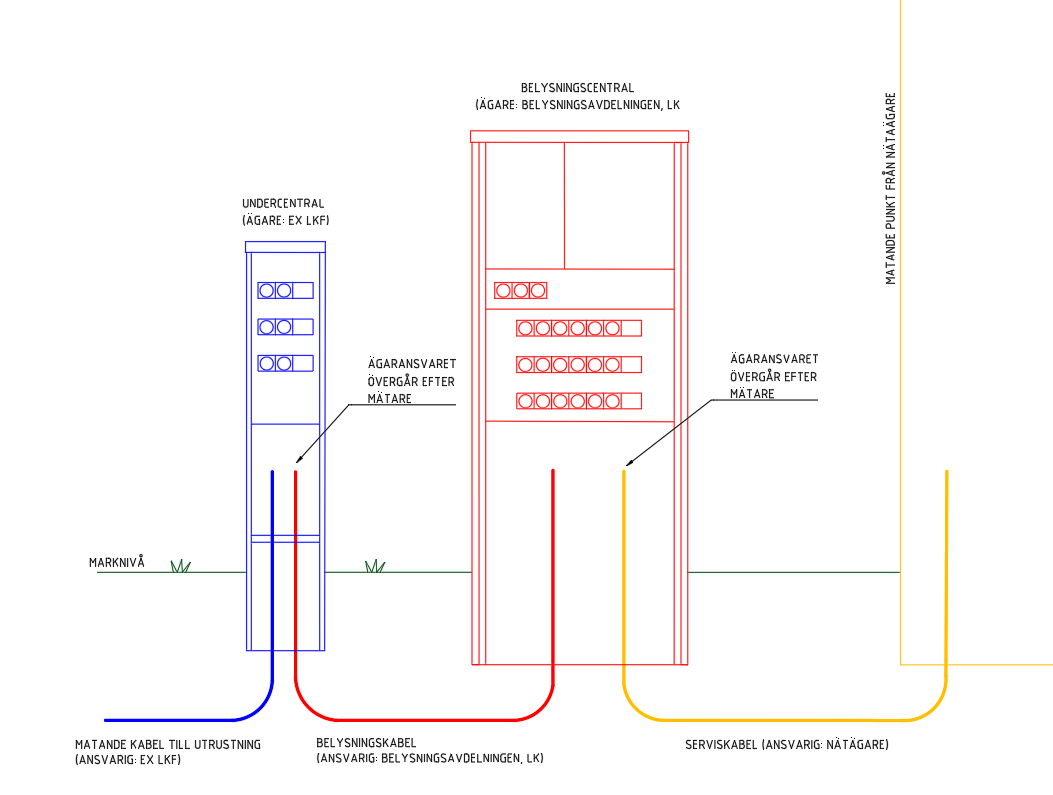 BELYSNINGSCENTRAL
(ÄGARE: BELYSNINGSAVDELNINGEN, LK
MATANDE PUNKT FRÅN NÄTAÄGARE
UNDERCENTRAL
(ÄGARE: EX LKF)
ÄGARANSVARET
ÖVERGÅR EFTER
MÄTARE
ÄGARANSVARET
ÖVERGÅR EFTER
MÄTARE
MARKNIVÅ
MATANDE KABEL TILL UTRUSTNING
(ANSVARIG: EX LKF)
BELYSNINGSKABEL
(ANSVARIG: BELYSNINGSAVDELNINGEN, LK)
SERVISKABEL (ANSVARIG: NÄTÄGARE)